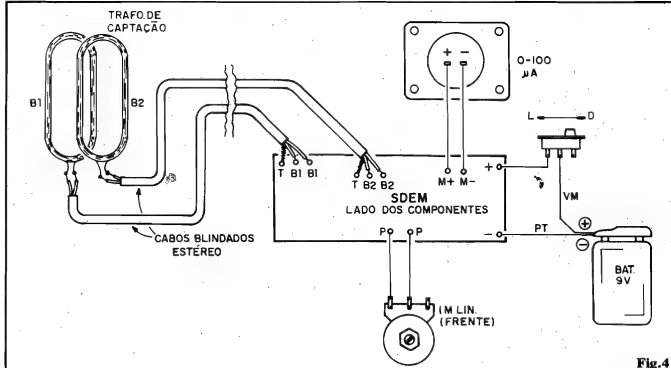 TRAFO. DE
CAPTAÇÃO
B1
B2
+ -
0-100
µA
L D
T B1 B1
T B2 B2
M+ M-
+
SDEM
LADO DOS COMPONENTES
VM
CABOS BLINDADOS
ESTÉREO
P P
-
PT
+
-
BAT.
9V
1M LIN.
(FRENTE)
Fig.4